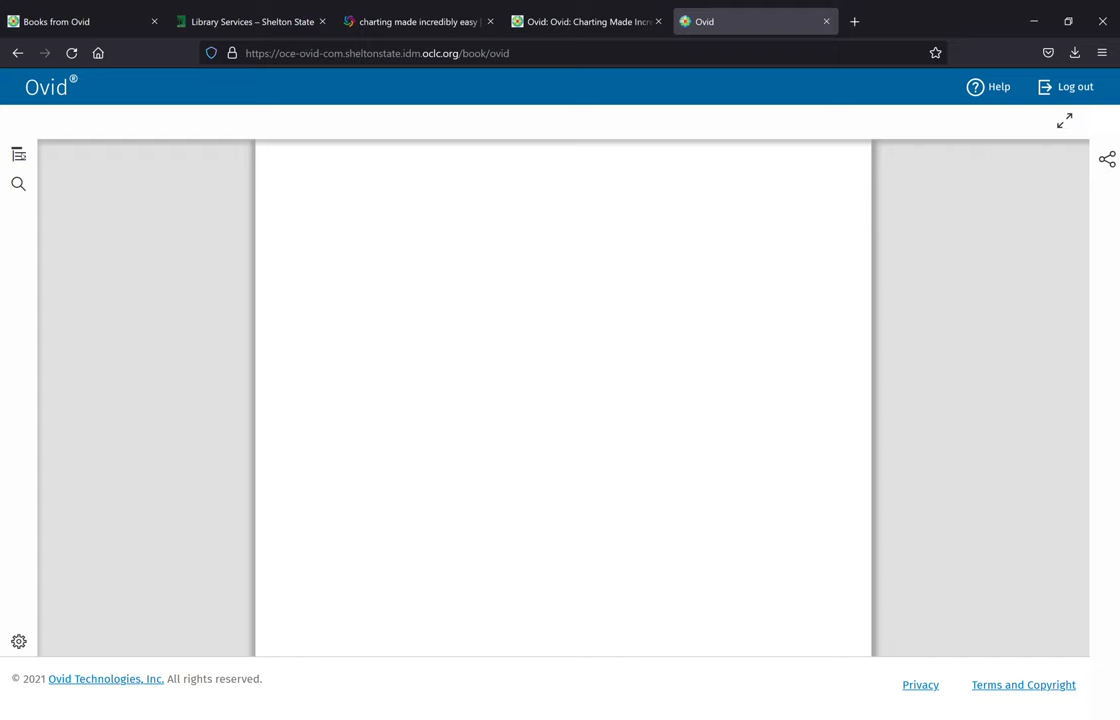 Books from Ovid
Library Services – Shelton State
charting made incredibly easy |
Ovid: Ovid: Charting Made Incre
Ovid
https://oce-ovid-com.sheltonstate.idm.oclc.org/book/ovid
Ovid®
Help
Log out
© 2021 Ovid Technologies, Inc. All rights reserved.
Privacy
Terms and Copyright